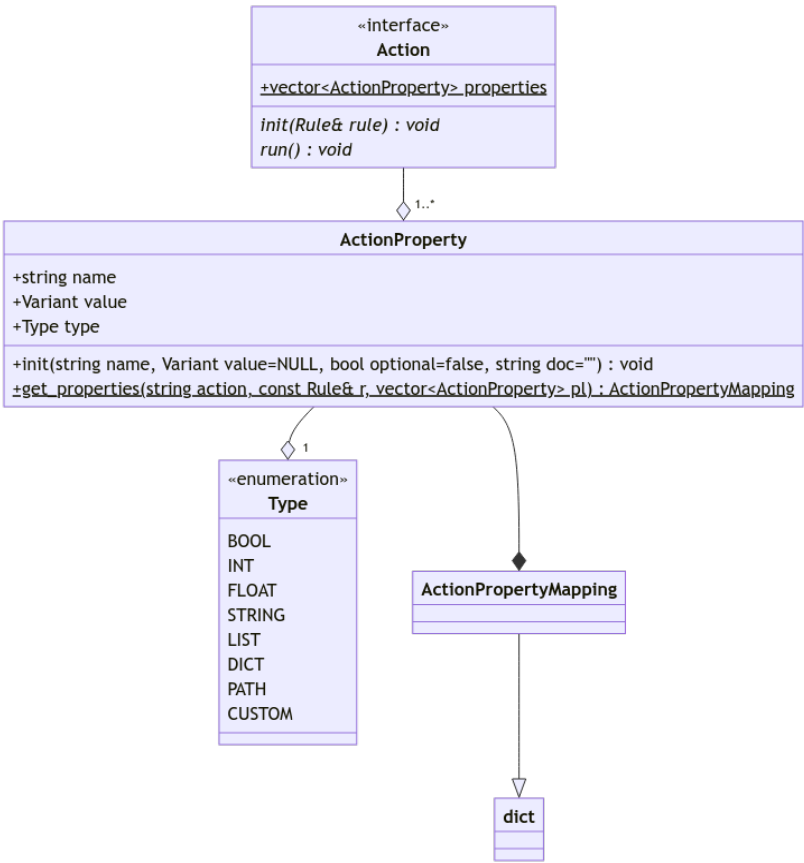 «interface»
Action
+vector<ActionProperty> properties
init(Rule& rule) : void
run() : void
1..*
ActionProperty
+string name
+Variant value
+Type type
+init(string name, Variant value=NULL, bool optional=false, string doc="") : void
+get_properties(string action, const Rule& r, vector<ActionProperty> pl) : ActionPropertyMapping
1
«enumeration»
Type
BOOL
INT
FLOAT
STRING
LIST
DICT
PATH
CUSTOM
ActionPropertyMapping
dict